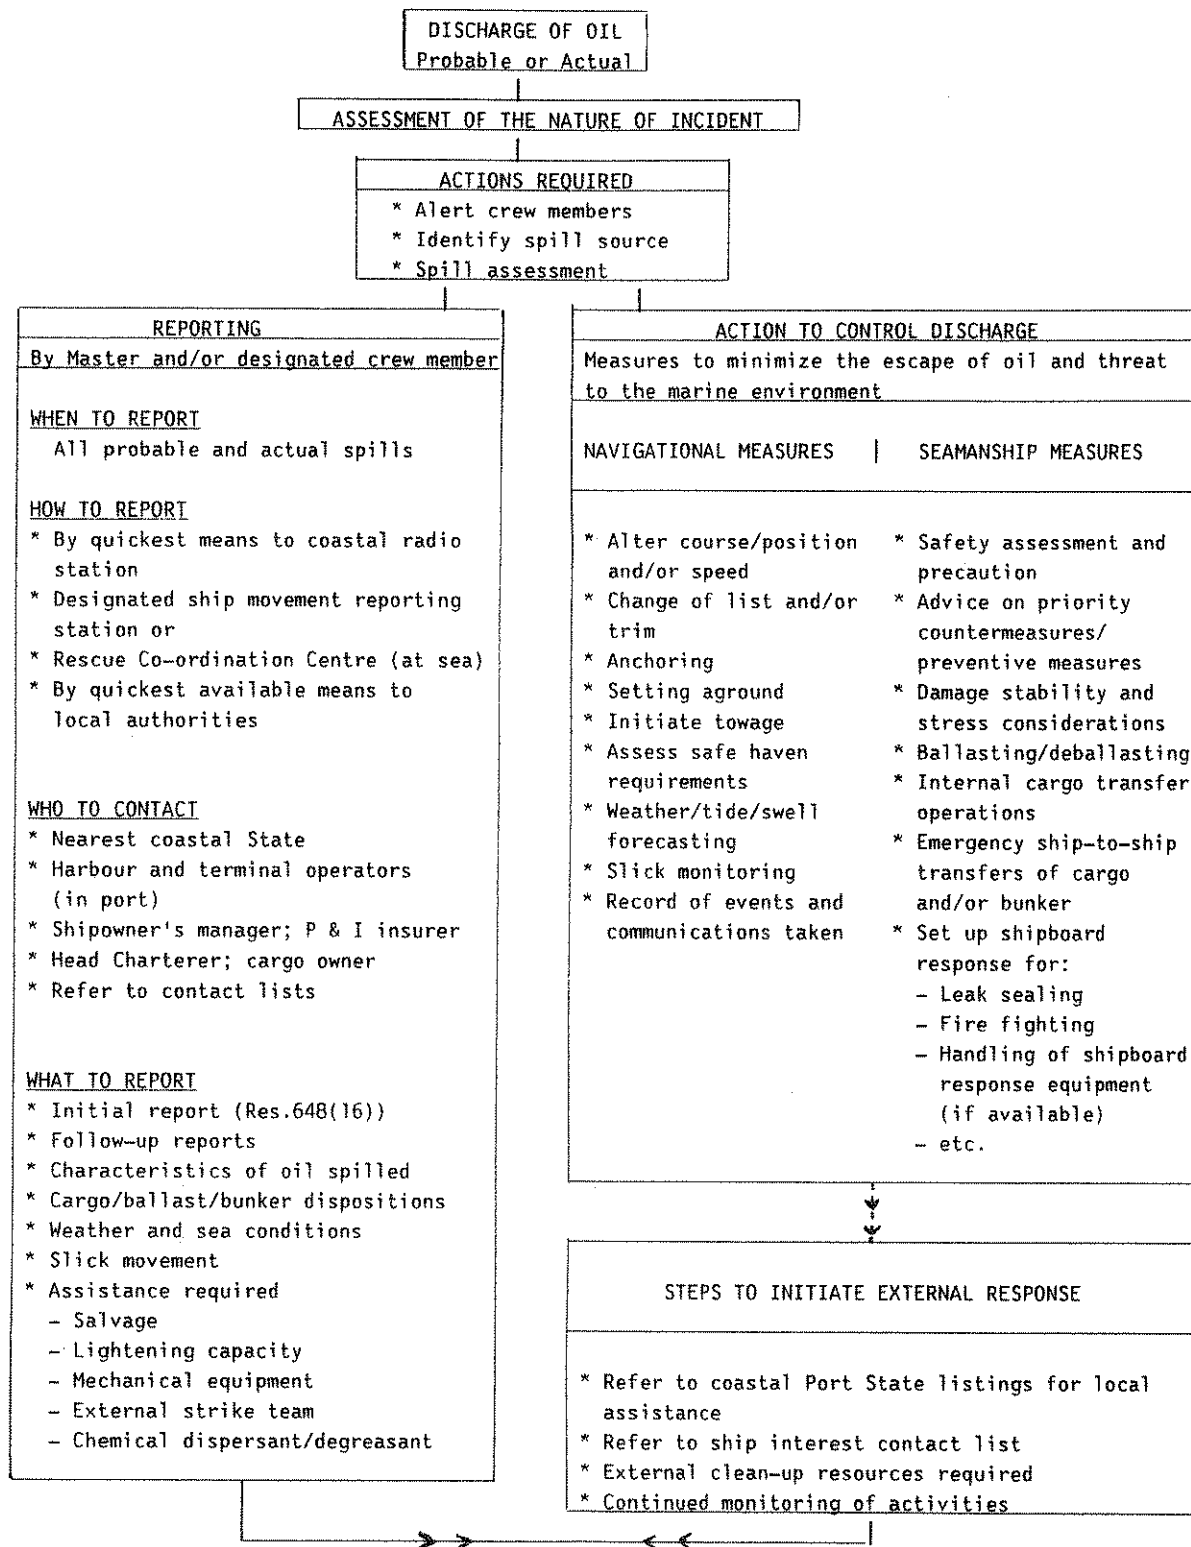 DISCHARGE OF OIL
Probable or Actual
ASSESSMENT OF THE NATURE OF INCIDENT
ACTIONS REQUIRED
* Alert crew members
* Identify spill source
* Spill assessment
REPORTING
By Master and/or designated crew member
WHEN TO REPORT
All probable and actual spills
HOW TO REPORT
* By quickest means to coastal radio
station
* Designated ship movement reporting
station or
* Rescue Co-ordination Centre (at sea)
* By quickest available means to
local authorities
WHO TO CONTACT
* Nearest coastal State
* Harbour and terminal operators
(in port)
* Shipowner's manager; P & I insurer
* Head Charterer; cargo owner
* Refer to contact lists
WHAT TO REPORT
* Initial report (Res.648(16))
* Follow-up reports
* Characteristics of oil spilled
* Cargo/ballast/bunker dispositions
* Weather and sea conditions
* Slick movement
* Assistance required
- Salvage
- Lightening capacity
- Mechanical equipment
- External strike team
- Chemical dispersant/degreasant
ACTION TO CONTROL DISCHARGE
Measures to minimize the escape of oil and threat
to the marine environment
NAVIGATIONAL MEASURES | SEAMANSHIP MEASURES
* Alter course/position
and/or speed
* Change of list and/or
trim
* Anchoring
* Setting aground
* Initiate towage
* Assess safe haven
requirements
* Weather/tide/swell
forecasting
* Slick monitoring
* Record of events and
communications taken
* Safety assessment and
precaution
* Advice on priority
countermeasures/
preventive measures
* Damage stability and
stress considerations
* Ballasting/deballasting
* Internal cargo transfer
operations
* Emergency ship-to-ship
transfers of cargo
and/or bunker
* Set up shipboard
response for:
- Leak sealing
- Fire fighting
- Handling of shipboard
response equipment
(if available)
- etc.
STEPS TO INITIATE EXTERNAL RESPONSE
* Refer to coastal Port State listings for local
assistance
* Refer to ship interest contact list
* External clean-up resources required
* Continued monitoring of activities